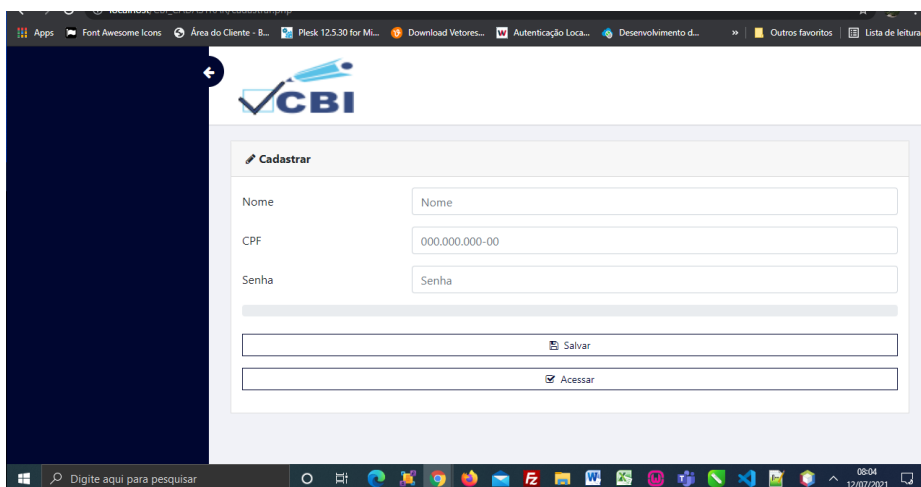 Apps Font Awesome Icons Área do Cliente - B... Plesk 12.5.30 for Mi... Download Vetores... Autenticação Loca... Desenvolvimento d... » Outros favoritos Lista de leitura
CBI
Cadastrar
Nome Nome
CPF 000.000.000-00
Senha Senha
Salvar
Acessar
Digite aqui para pesquisar
08:04
12/07/2021